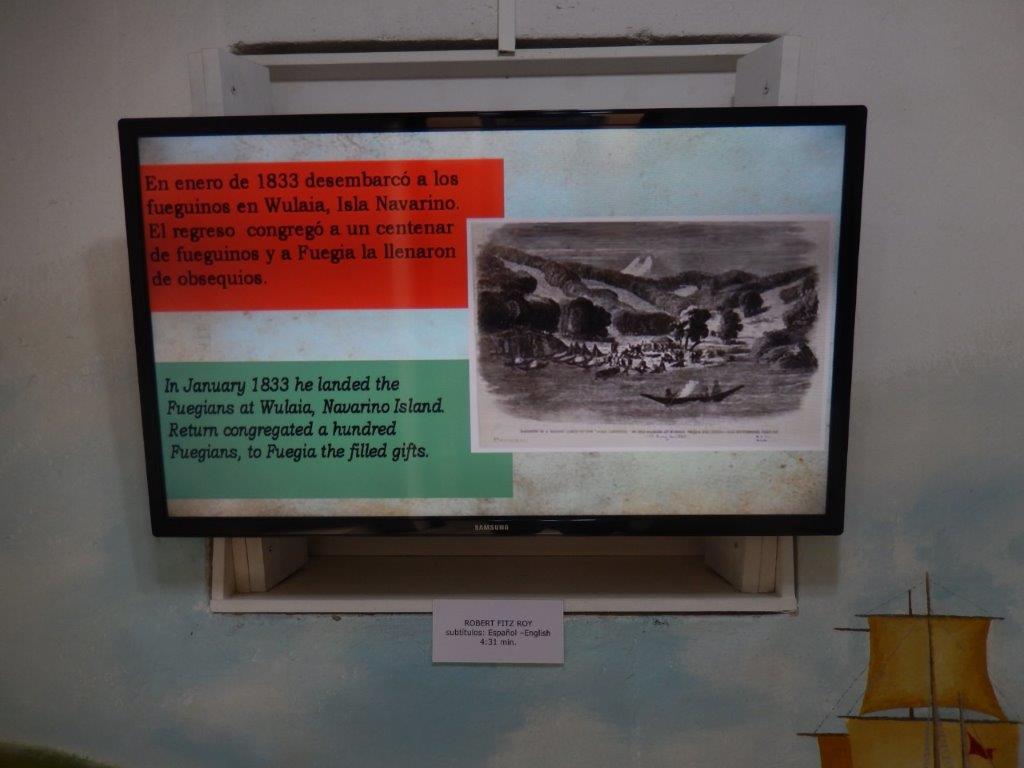 En enero de 1833 desembarcó a los
fueguinos en Wulaia, Isla Navarino.
El regreso congregó a un centenar
de fueguinos y a Fuegia la llenaron
de obsequios.
In January 1833 he landed the
Fuegians at Wulaia, Navarino Island.
Return congregated a hundred
Fuegians, to Fuegia the filled gifts.
SAMSUNG
ROBERT FITZ ROY
subtítulos: Español –English
4:31 min.